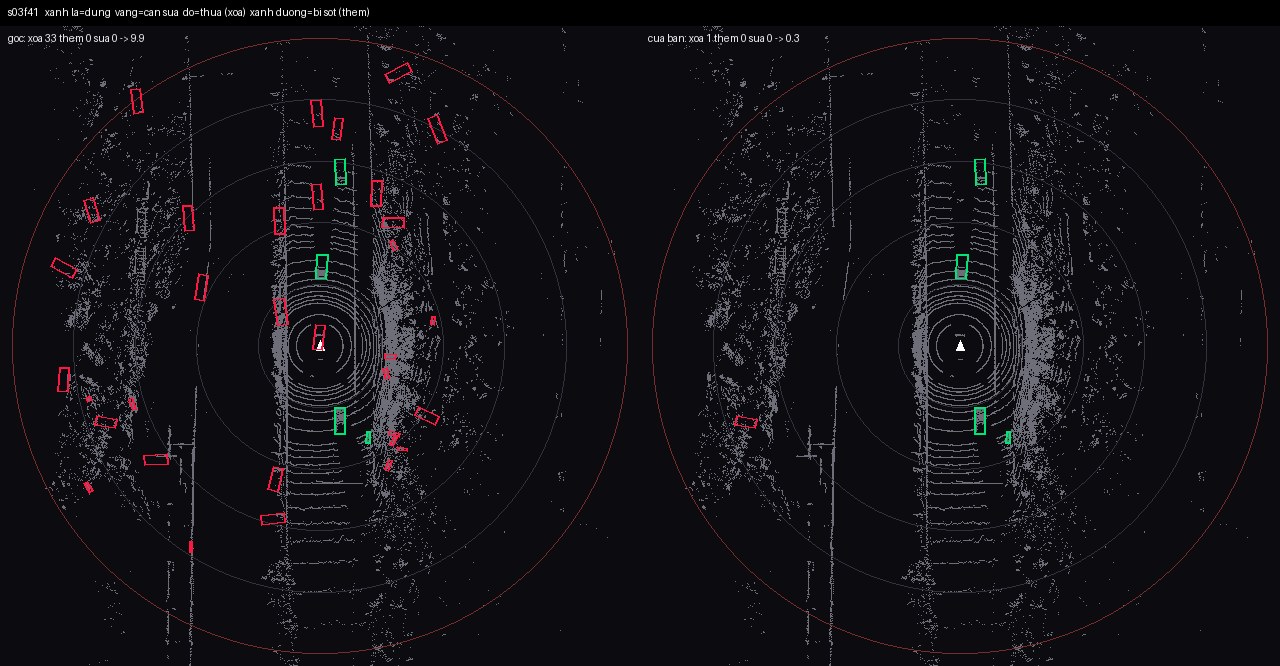 s03f41 xanh la=dung vang=can sua do=thua (xoa) xanh duong=bi sot (them)
goc: xoa 33 them 0 sua 0 -> 9.9
cua ban: xoa 1 them 0 sua 0 -> 0.3